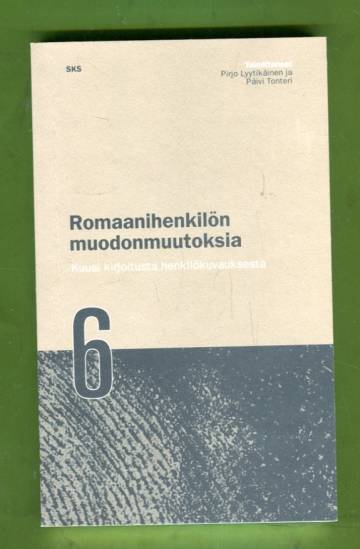 SKS
Toimittaneet
Pirjo Lyytikäinen ja
Päivi Tonteri
Romaanihenkilön
muodonmuutoksia
Kuusi kirjoitusta henkilökuvauksesta
6